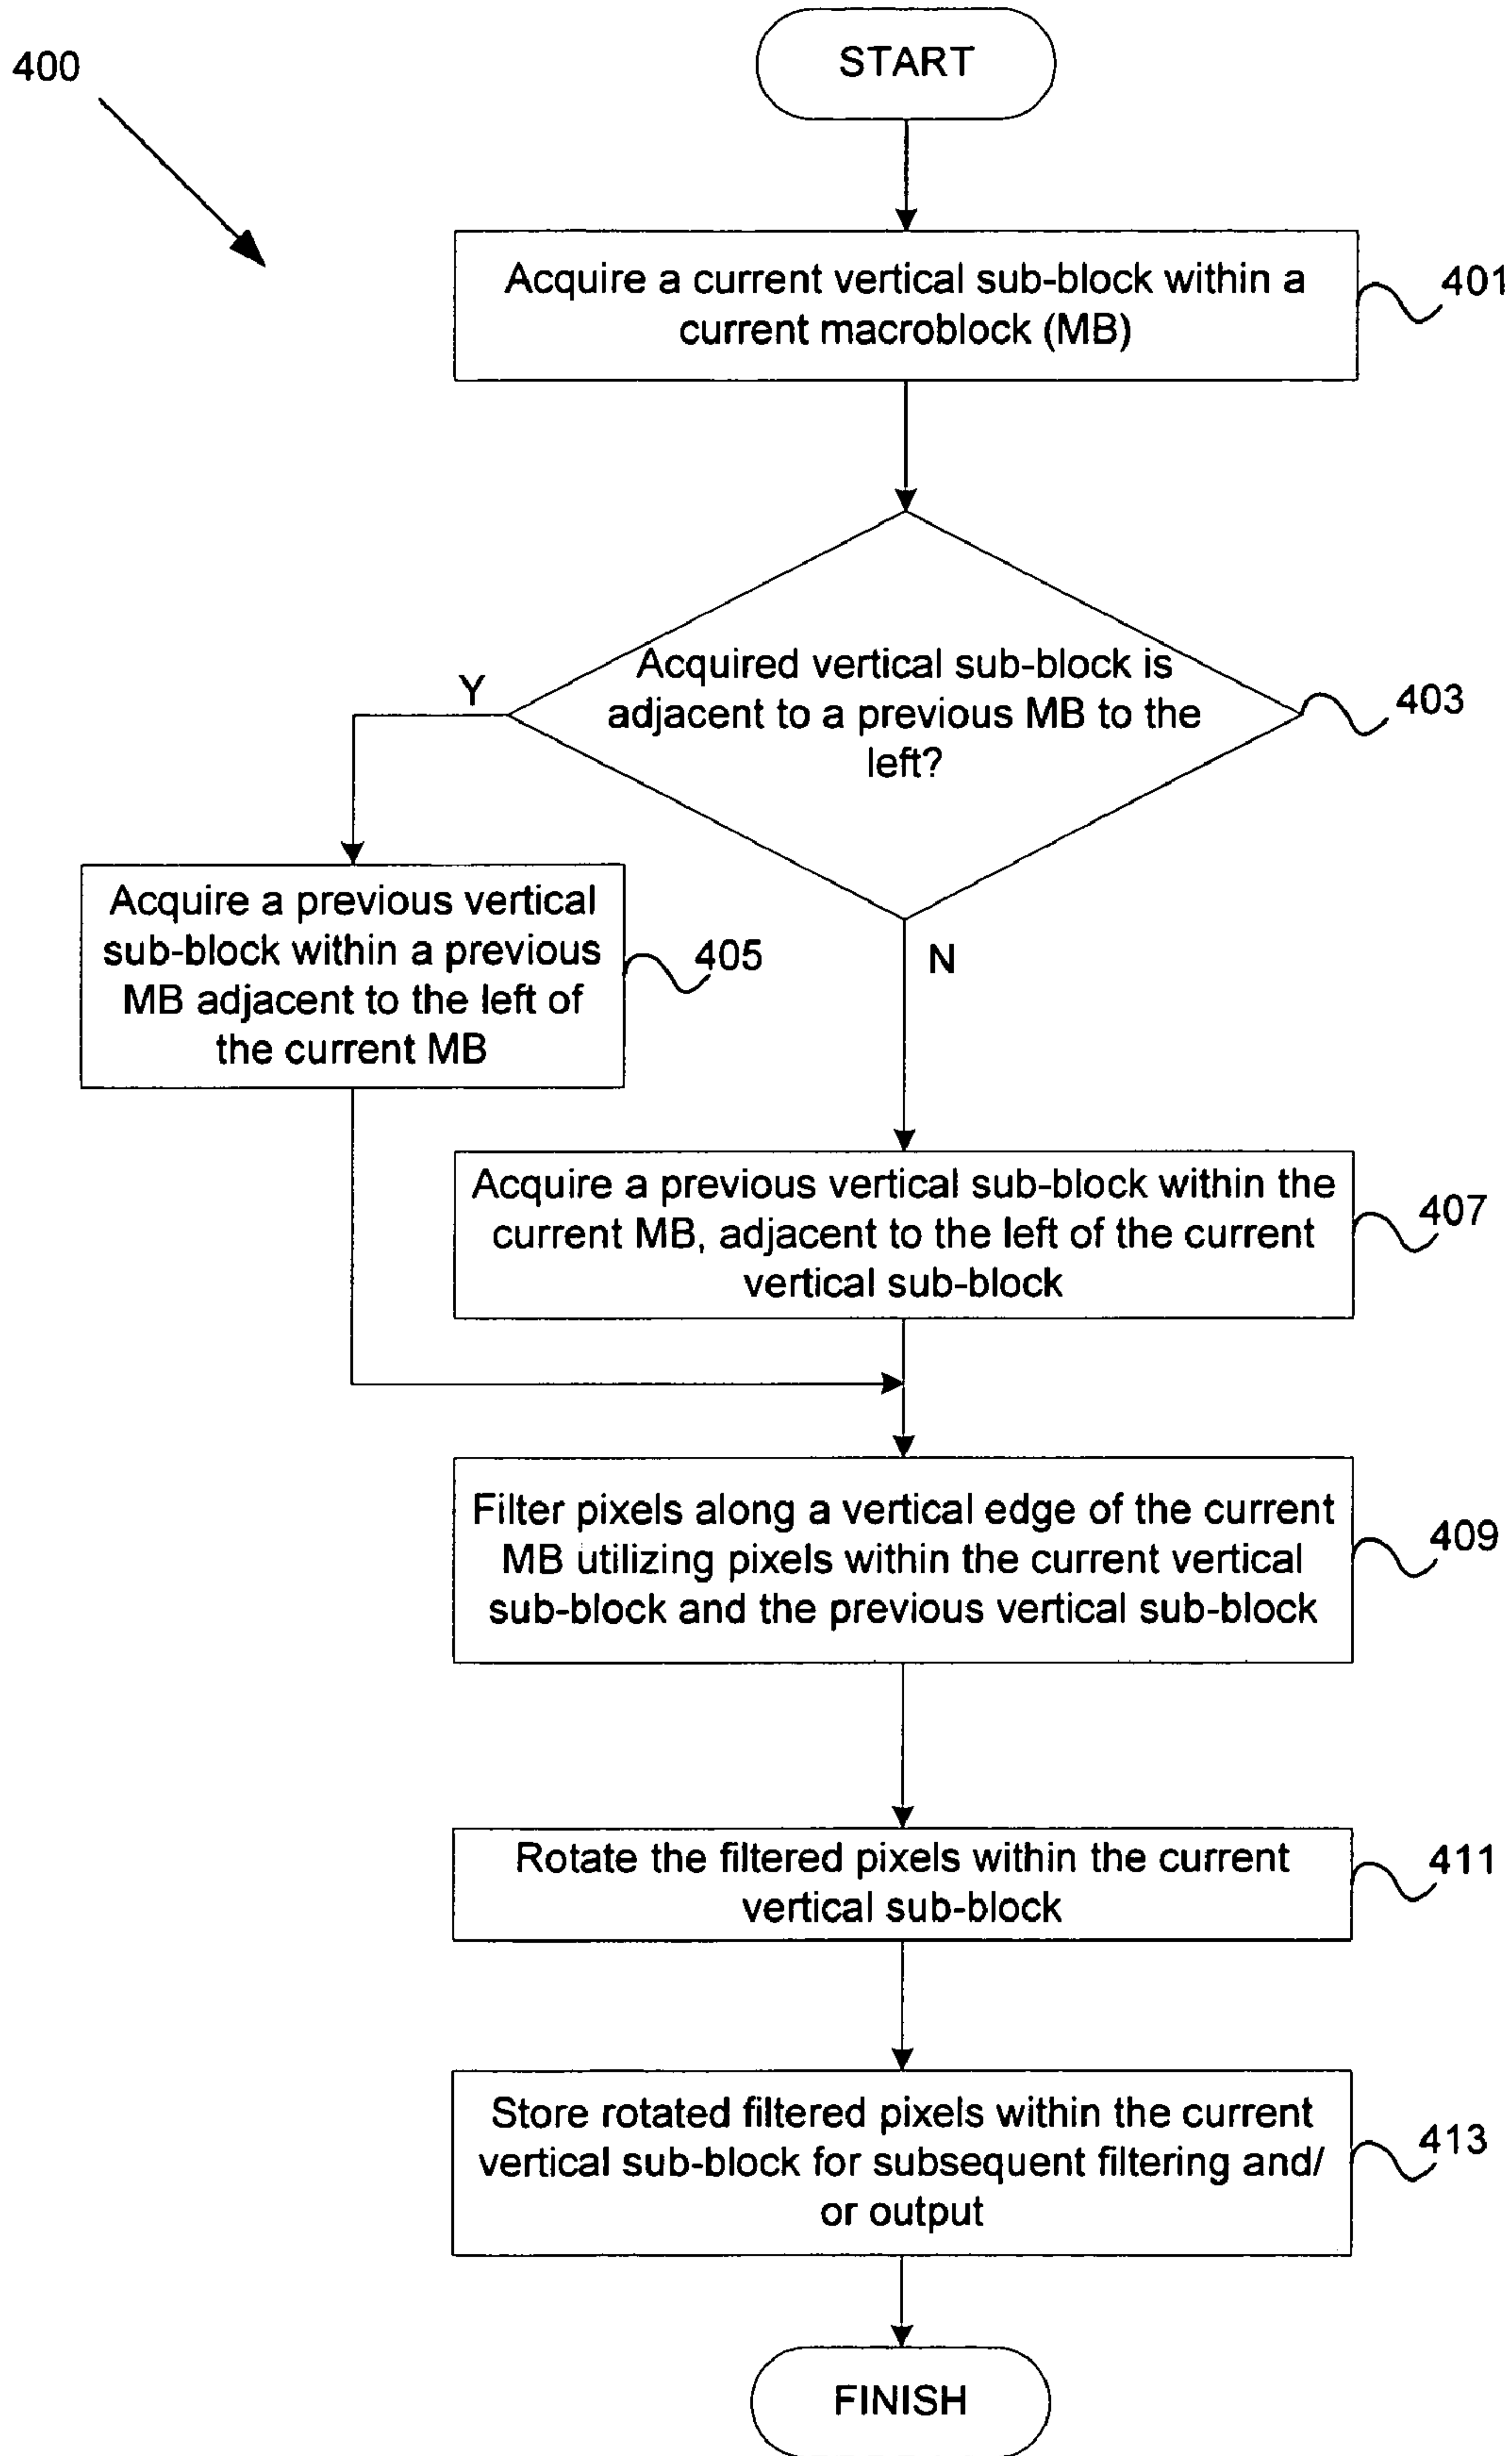 400
START
Acquire a current vertical sub-block within a
current macroblock (MB)
401
Acquired vertical sub-block is
adjacent to a previous MB to the
left?
403
Y
N
Acquire a previous vertical
sub-block within a previous
MB adjacent to the left of
the current MB
405
Acquire a previous vertical sub-block within the
current MB, adjacent to the left of the current
vertical sub-block
407
Filter pixels along a vertical edge of the current
MB utilizing pixels within the current vertical
sub-block and the previous vertical sub-block
409
Rotate the filtered pixels within the current
vertical sub-block
411
Store rotated filtered pixels within the current
vertical sub-block for subsequent filtering and/
or output
413
FINISH